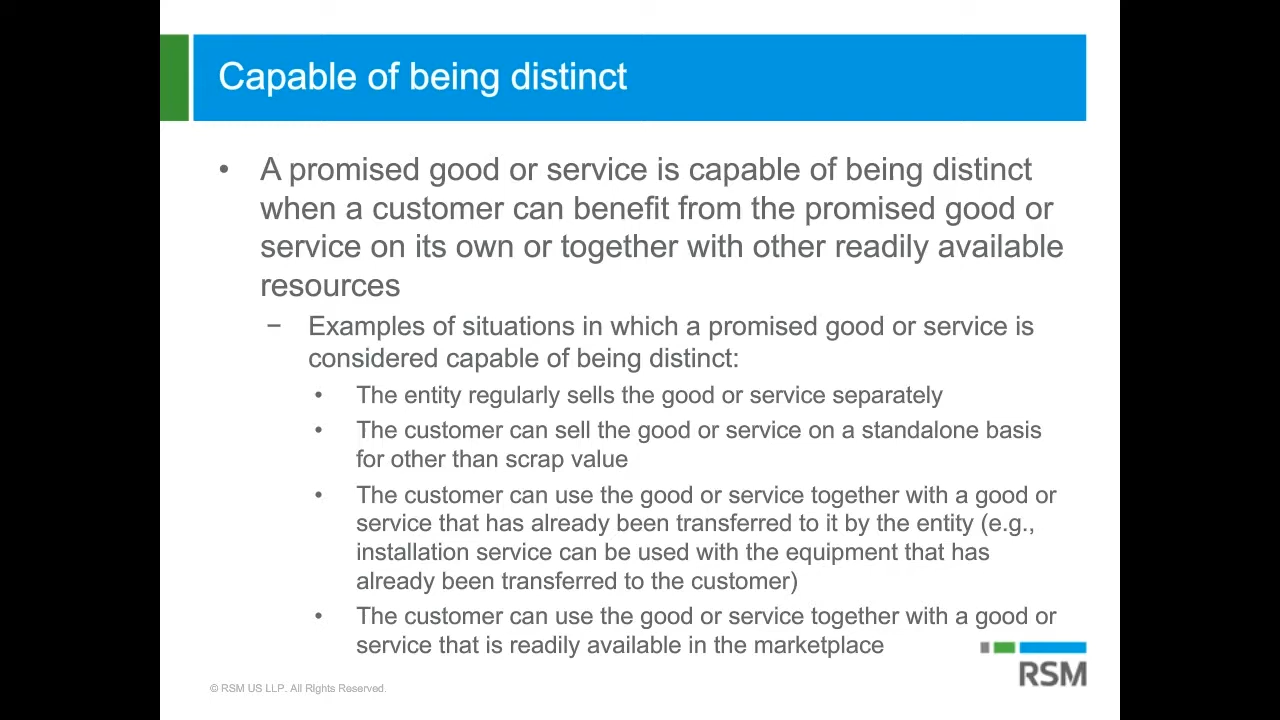 Capable of being distinct
• A promised good or service is capable of being distinct
when a customer can benefit from the promised good or
service on its own or together with other readily available
resources
− Examples of situations in which a promised good or service is
considered capable of being distinct:
• The entity regularly sells the good or service separately
• The customer can sell the good or service on a standalone basis
for other than scrap value
• The customer can use the good or service together with a good or
service that has already been transferred to it by the entity (e.g.,
installation service can be used with the equipment that has
already been transferred to the customer)
• The customer can use the good or service together with a good or
service that is readily available in the marketplace
RSM
© RSM US LLP. All Rights Reserved.